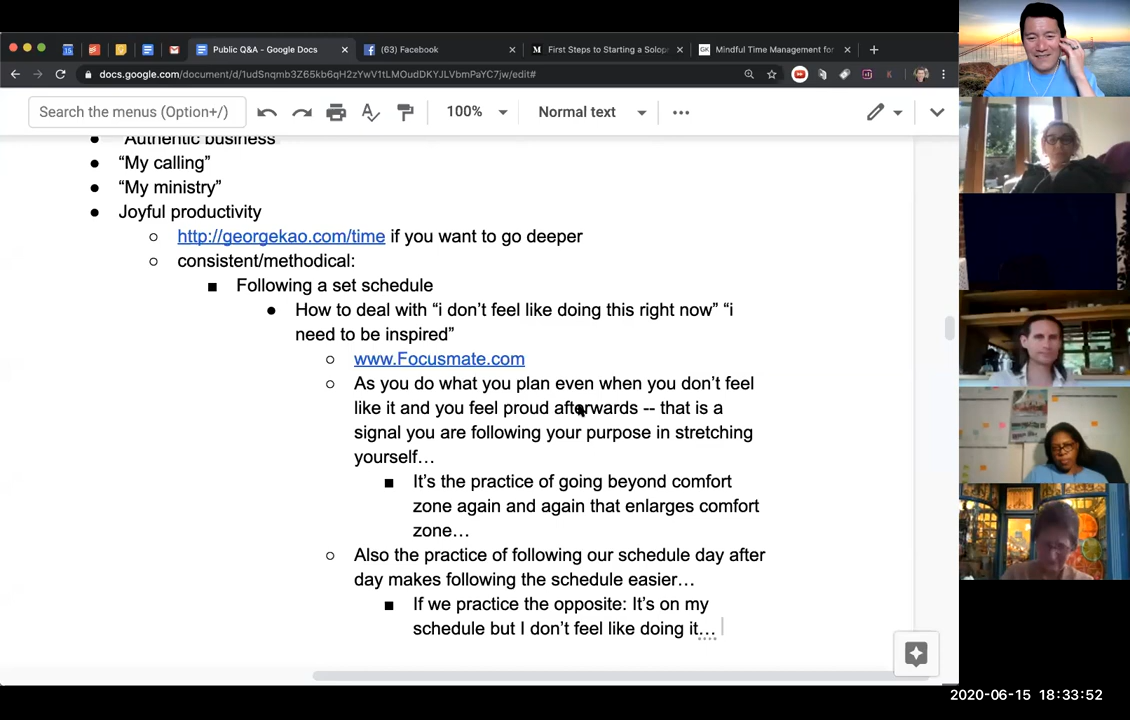 Public Q&A - Google Docs
(63) Facebook
First Steps to Starting a Solop
Mindful Time Management for
docs.google.com/document/d/1udSnqmb3Z65kb6qH2zYwV1tLMOudDKYJLVbmPaYC7jw/edit#
Search the menus (Option+/)
100%
Normal text
“Authentic business”
“My calling”
“My ministry”
Joyful productivity
http://georgekao.com/time if you want to go deeper
consistent/methodical:
Following a set schedule
How to deal with “i don’t feel like doing this right now” “i
need to be inspired”
www.Focusmate.com
As you do what you plan even when you don’t feel
like it and you feel proud afterwards -- that is a
signal you are following your purpose in stretching
yourself…
It’s the practice of going beyond comfort
zone again and again that enlarges comfort
zone…
Also the practice of following our schedule day after
day makes following the schedule easier…
If we practice the opposite: It’s on my
schedule but I don’t feel like doing it…
2020-06-15 18:33:52